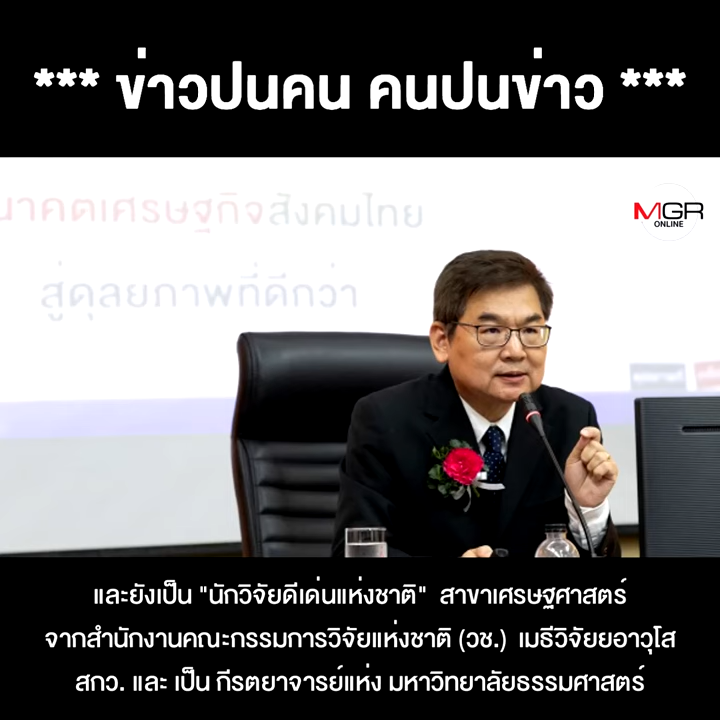 *** ข่าวปนคน คนปนข่าว ***
นาคตเศรษฐกิจสังคมไทย
สู่ดุลยภาพที่ดีกว่า
MGR
ONLINE
และยังเป็น "นักวิจัยดีเด่นแห่งชาติ" สาขาเศรษฐศาสตร์
จากสำนักงานคณะกรรมการวิจัยแห่งชาติ (วช.) เมธีวิจัยยอาวุโส
สกว. และ เป็น กีรตยาจารย์แห่ง มหาวิทยาลัยธรรมศาสตร์